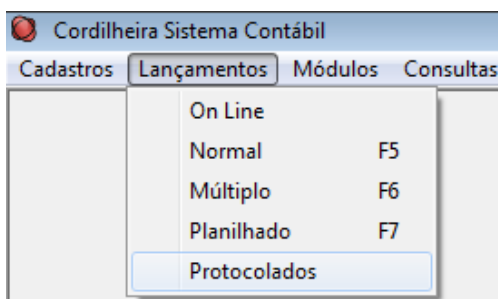 Cordilheira Sistema Contábil
Cadastros Lançamentos Módulos Consultas
On Line
Normal F5
Múltiplo F6
Planilhado F7
Protocolados